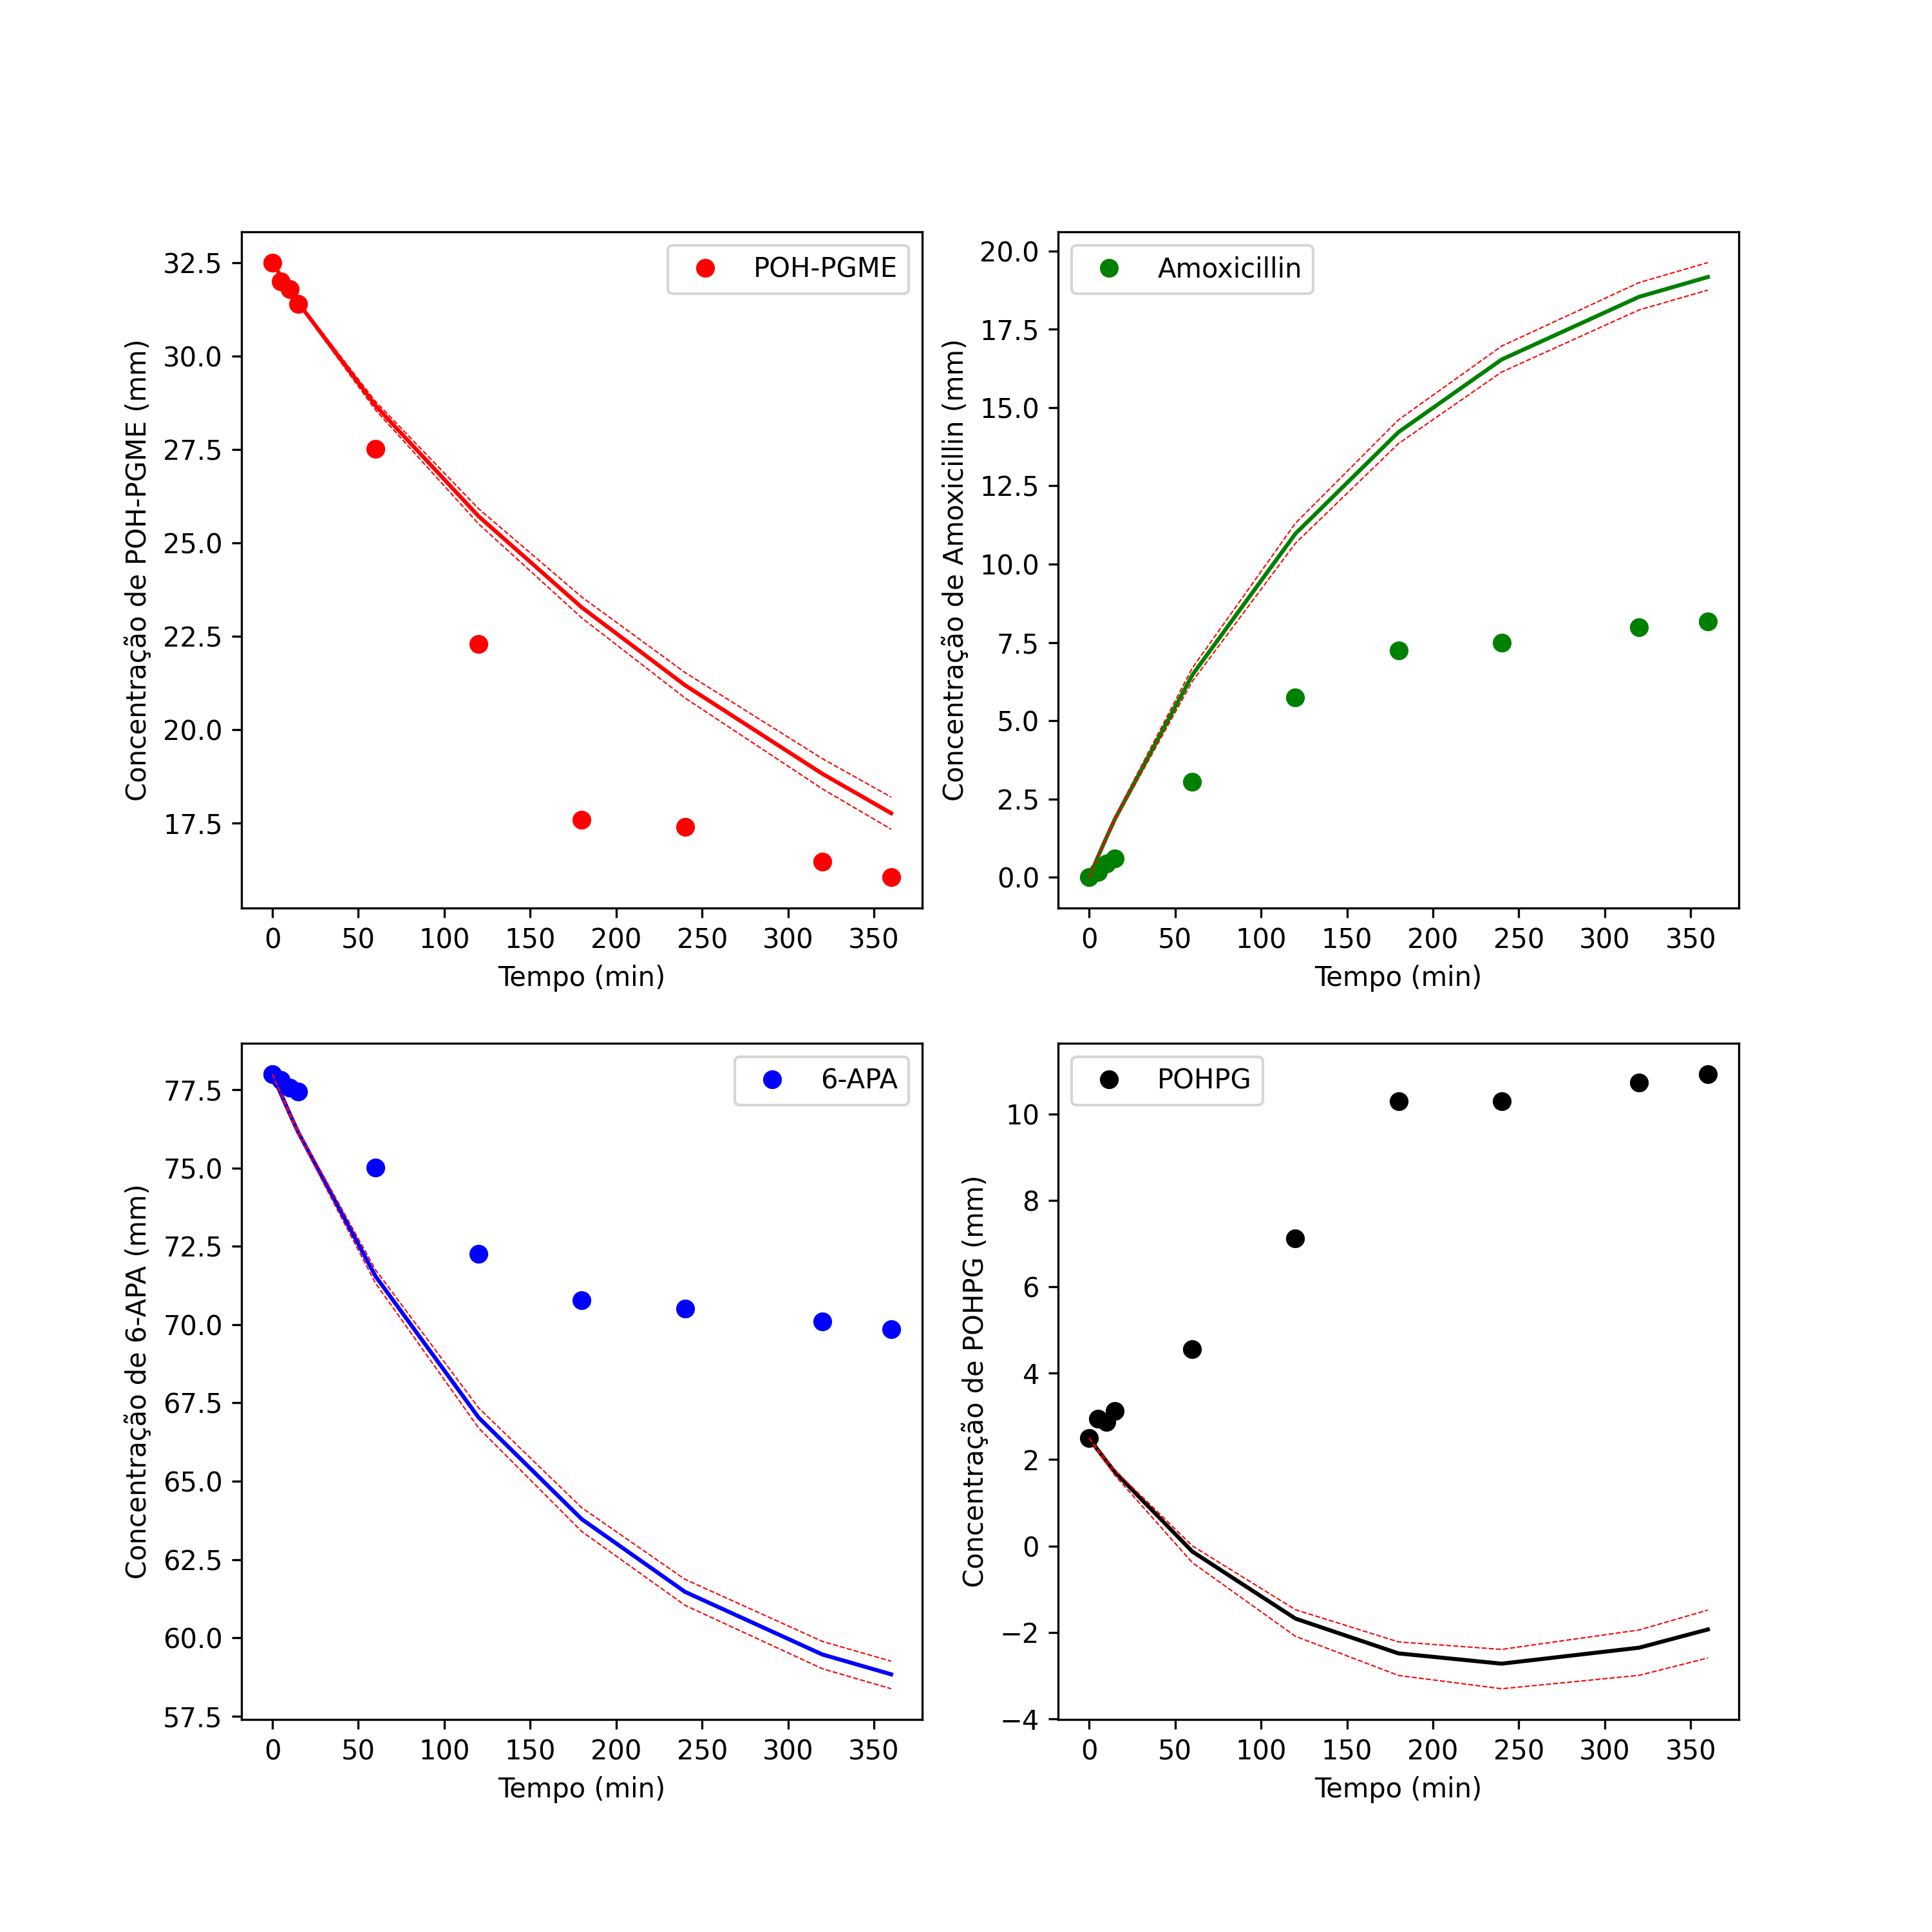 POH-PGME
32.5
30.0
27.5
25.0
22.5
20.0
17.5
Concentração de POH-PGME (mm)
0 50 100 150 200 250 300 350
Tempo (min)
Amoxicillin
20.0
17.5
15.0
12.5
10.0
7.5
5.0
2.5
0.0
Concentração de Amoxicillin (mm)
0 50 100 150 200 250 300 350
Tempo (min)
6-APA
77.5
75.0
72.5
70.0
67.5
65.0
62.5
60.0
57.5
Concentração de 6-APA (mm)
0 50 100 150 200 250 300 350
Tempo (min)
POHPG
10
8
6
4
2
0
−2
−4
Concentração de POHPG (mm)
0 50 100 150 200 250 300 350
Tempo (min)